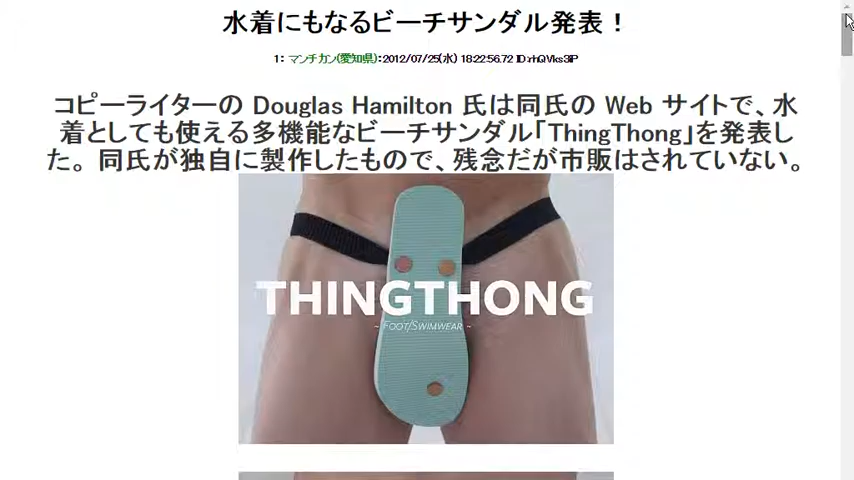 水着にもなるビーチサンダル発表！
1： マンチカン(愛知県)：2012/07/25(水) 18:22:56.72 ID:rhQVks3iP
コピーライターの Douglas Hamilton 氏は同氏の Web サイトで、水
着としても使える多機能なビーチサンダル「ThingThong」を発表し
た。 同氏が独自に製作したもので、残念だが市販はされていない。
THINGTHONG
~ FOOT/SWIMWEAR ~